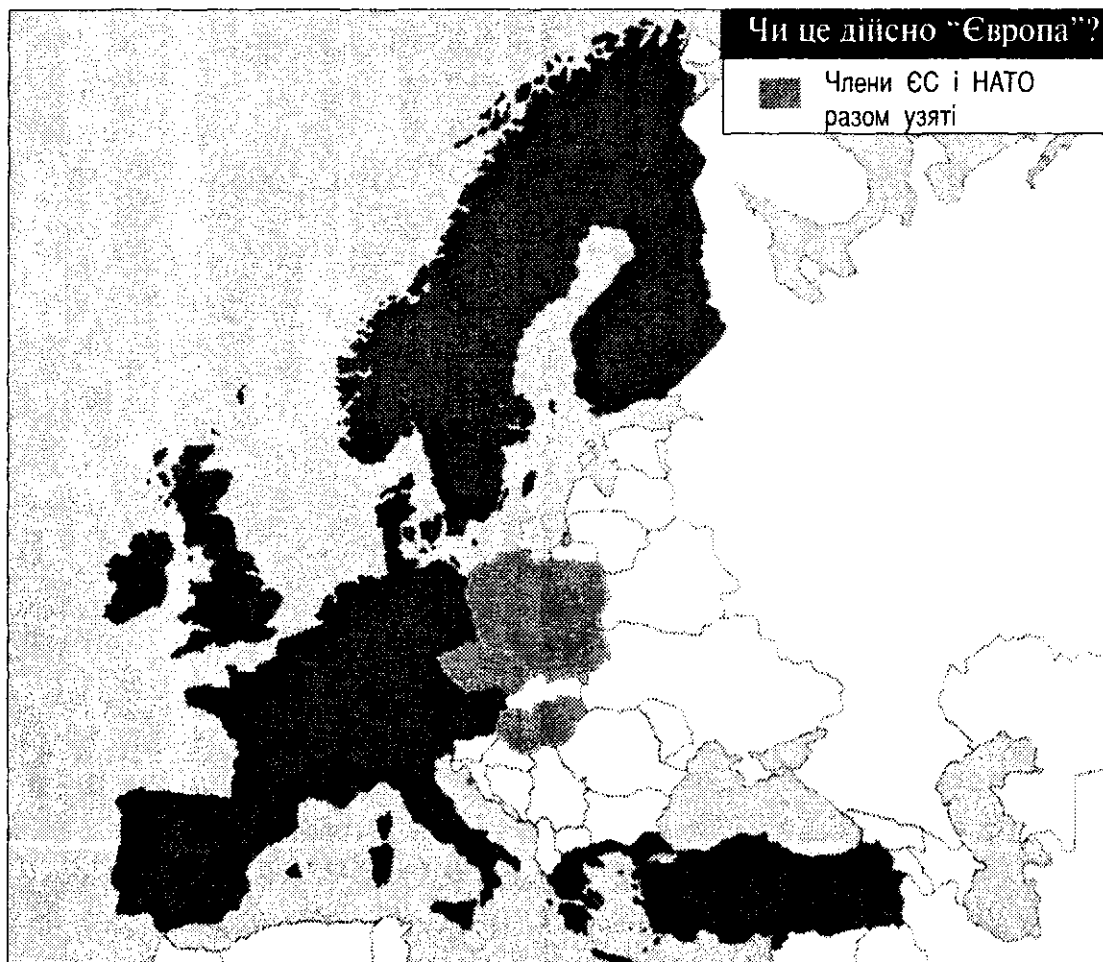 Чи це дійсно “Європа”?
Члени ЄС і НАТО
разом узяті